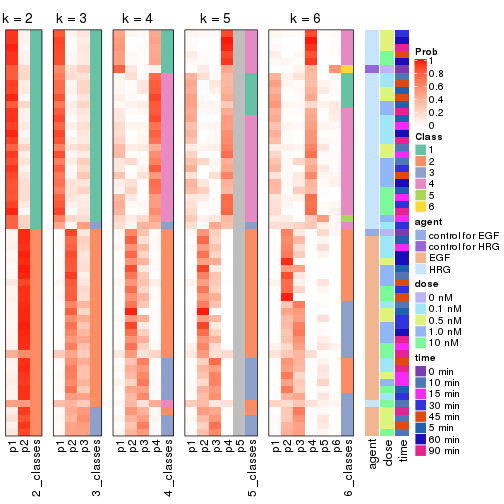 k = 2
k = 3
k = 4
k = 5
k = 6
Prob
1
0.8
0.6
0.4
0.2
0
Class
1
2
3
4
5
6
agent
control for EGF
control for HRG
EGF
HRG
dose
0 nM
0.1 nM
0.5 nM
1.0 nM
10 nM
time
0 min
10 min
15 min
30 min
45 min
5 min
60 min
90 min
p1
p2
2_classes
p1
p2
p3
3_classes
p1
p2
p3
p4
4_classes
p1
p2
p3
p4
p5
5_classes
p1
p2
p3
p4
p5
p6
6_classes
agent
dose
time